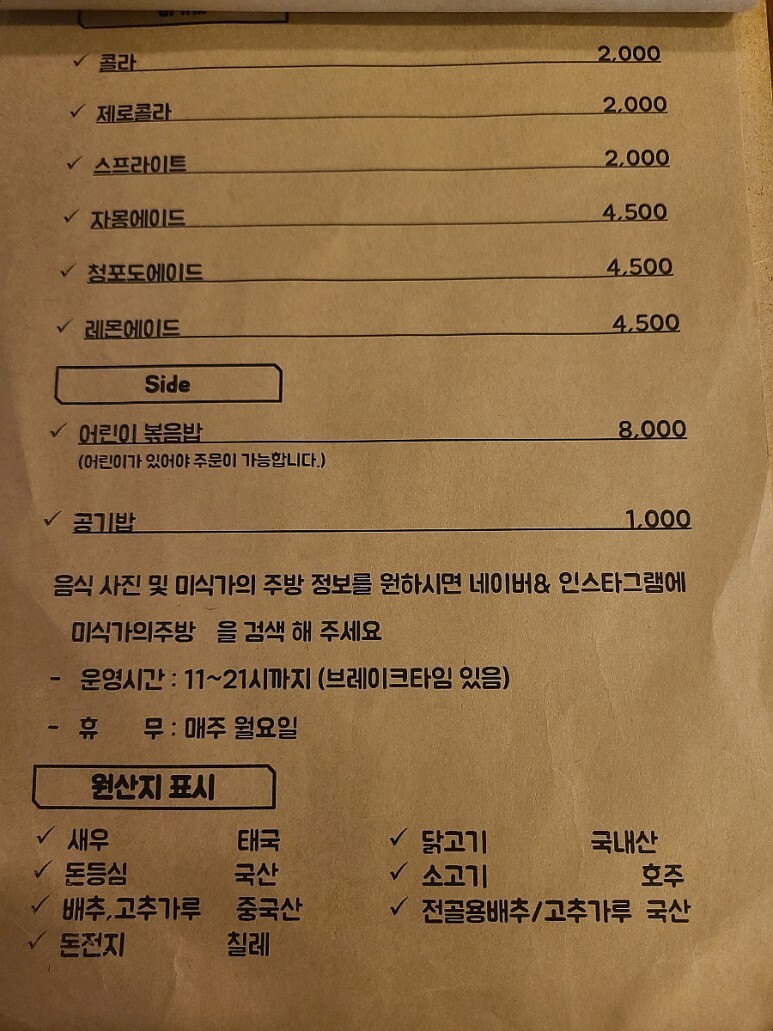 콜라 2,000
제로콜라 2,000
스프라이트 2,000
자몽에이드 4,500
청포도에이드 4,500
레몬에이드 4,500
Side
어린이 볶음밥 8,000
(어린이가 있어야 주문이 가능합니다.)
공기밥 1,000
음식 사진 및 미식가의 주방 정보를 원하시면 네이버& 인스타그램에
미식가의주방 을 검색 해 주세요
- 운영시간 : 11~21시까지 (브레이크타임 있음)
- 휴 무 : 매주 월요일
원산지 표시
새우 태국 닭고기 국내산
돈등심 국산 소고기 호주
배추,고추가루 중국산 전골용배추/고추가루 국산
돈전지 칠레